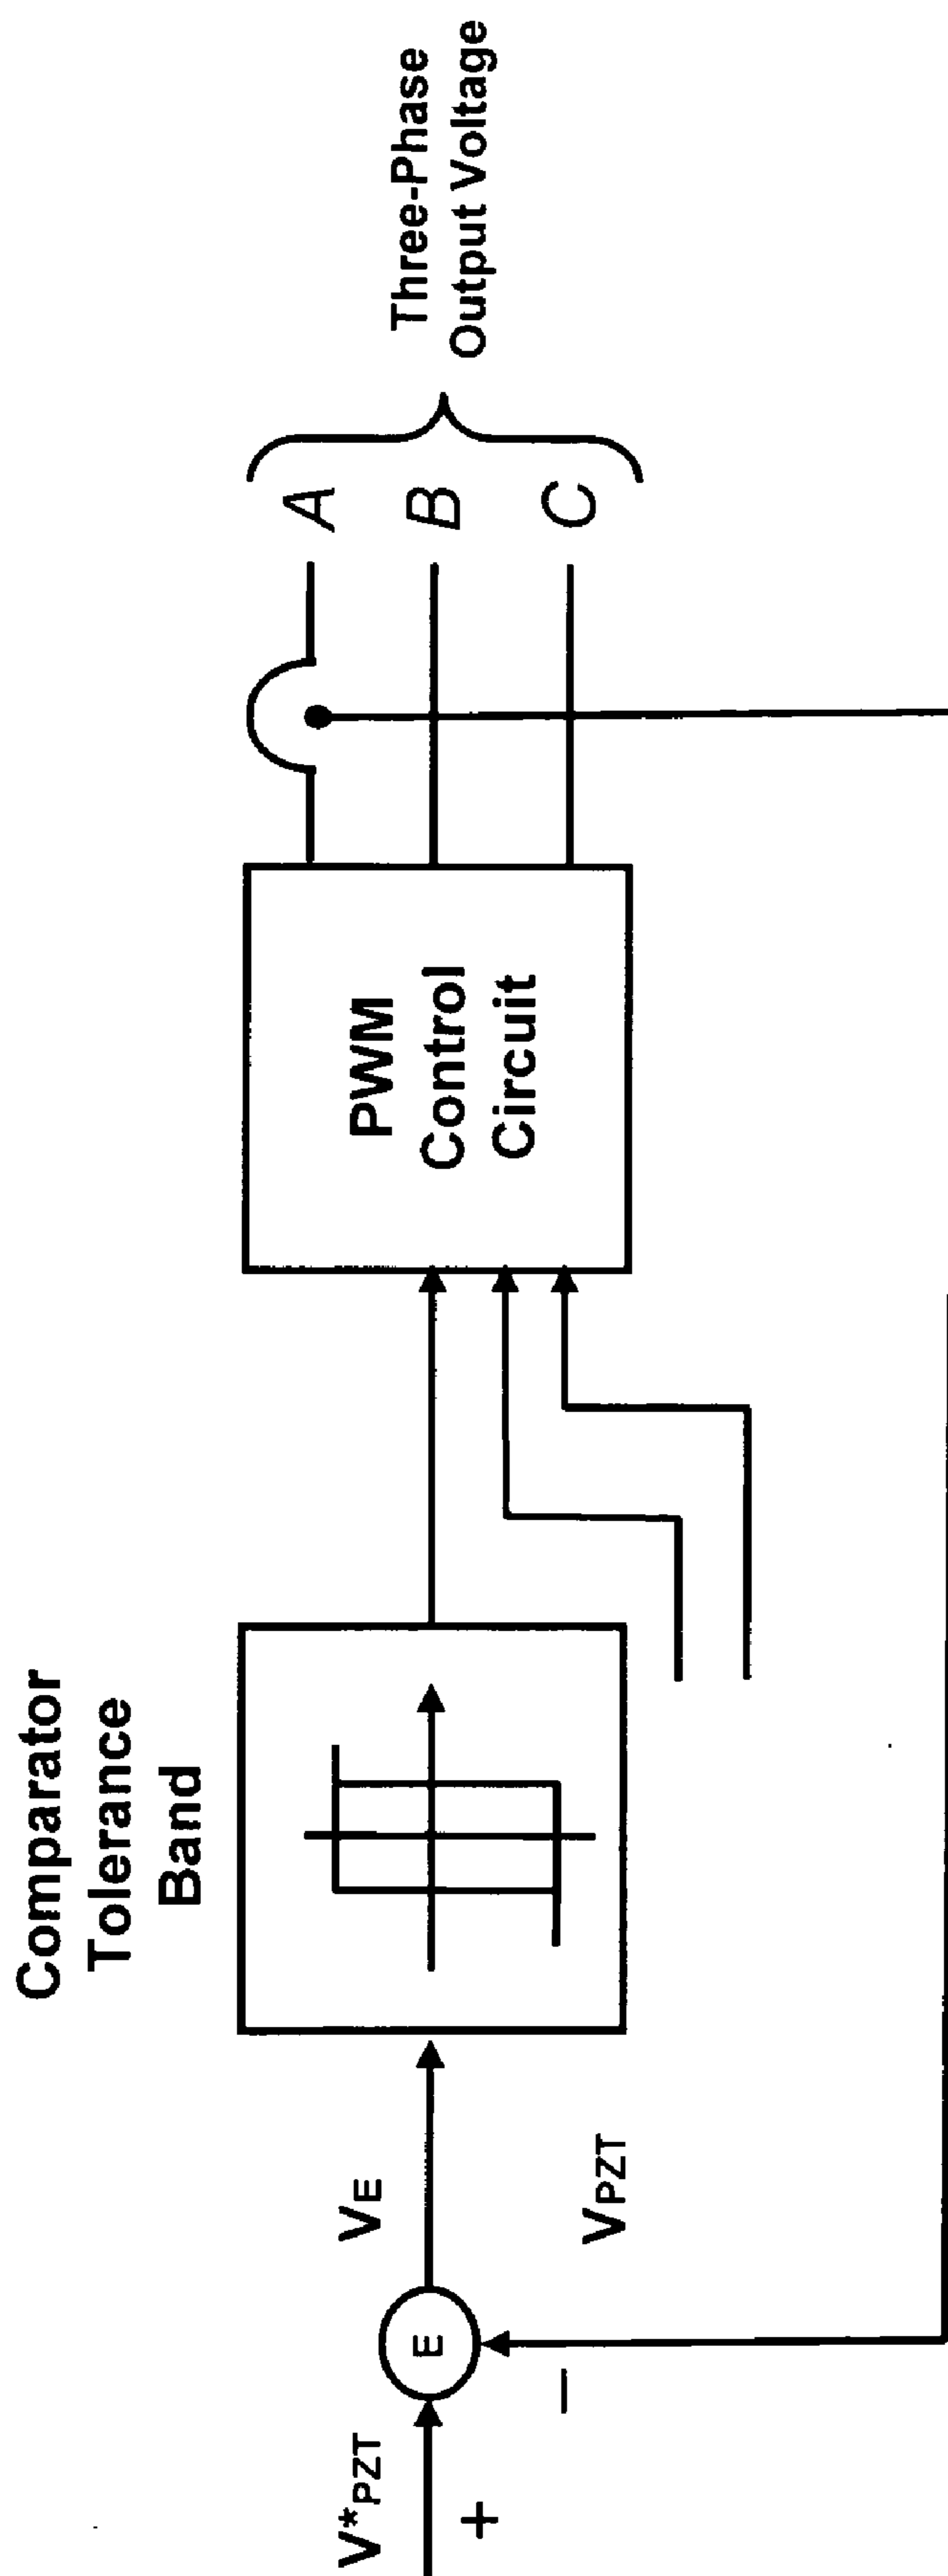 Comparator
Tolerance
Band
V*PZT
+
E
−
VE
VPZT
PWM
Control
Circuit
A
B
C
Three-Phase
Output Voltage